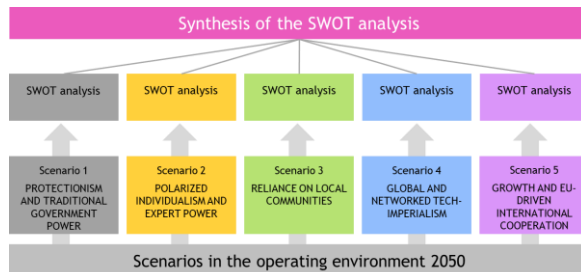 Synthesis of the SWOT analysis
SWOT analysis
SWOT analysis
SWOT analysis
SWOT analysis
SWOT analysis
Scenario 1
PROTECTIONISM
AND TRADITIONAL
GOVERNMENT
POWER
Scenario 2
POLARIZED
INDIVIDUALISM AND
EXPERT POWER
Scenario 3
RELIANCE ON LOCAL
COMMUNITIES
Scenario 4
GLOBAL AND
NETWORKED TECH-
IMPERIALISM
Scenario 5
GROWTH AND EU-
DRIVEN
INTERNATIONAL
COOPERATION
Scenarios in the operating environment 2050